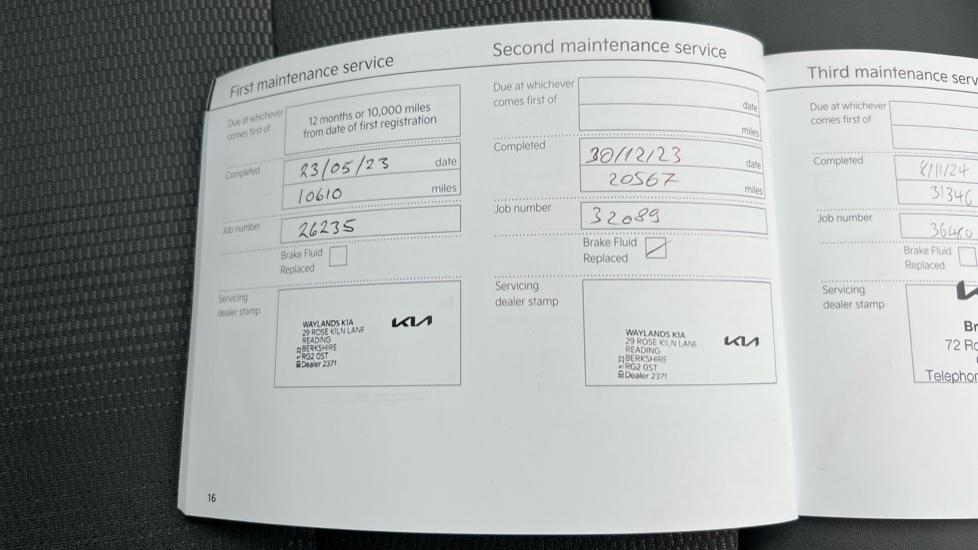 First maintenance service
Due at whichever
comes first of
12 months or 10,000 miles
from date of first registration
Completed
23/05/23 date
10610 miles
Job number
26235
Brake Fluid
Replaced
Servicing
dealer stamp
WAYLANDS KIA
29 ROSE KILN LANE
READING
BERKSHIRE
RG2 0ST
Dealer 2371
KIA
16
Second maintenance service
Due at whichever
comes first of
date
miles
Completed
30/12/23 date
20567 miles
Job number
32089
Brake Fluid
Replaced
Servicing
dealer stamp
WAYLANDS KIA
29 ROSE KILN LANE
READING
BERKSHIRE
RG2 0ST
Dealer 2371
KIA
Third maintenance serv
Due at whichever
comes first of
Completed
8/11/24
31346
Job number
36460
Brake Fluid
Replaced
Servicing
dealer stamp
Br
72 Ro
Telephon